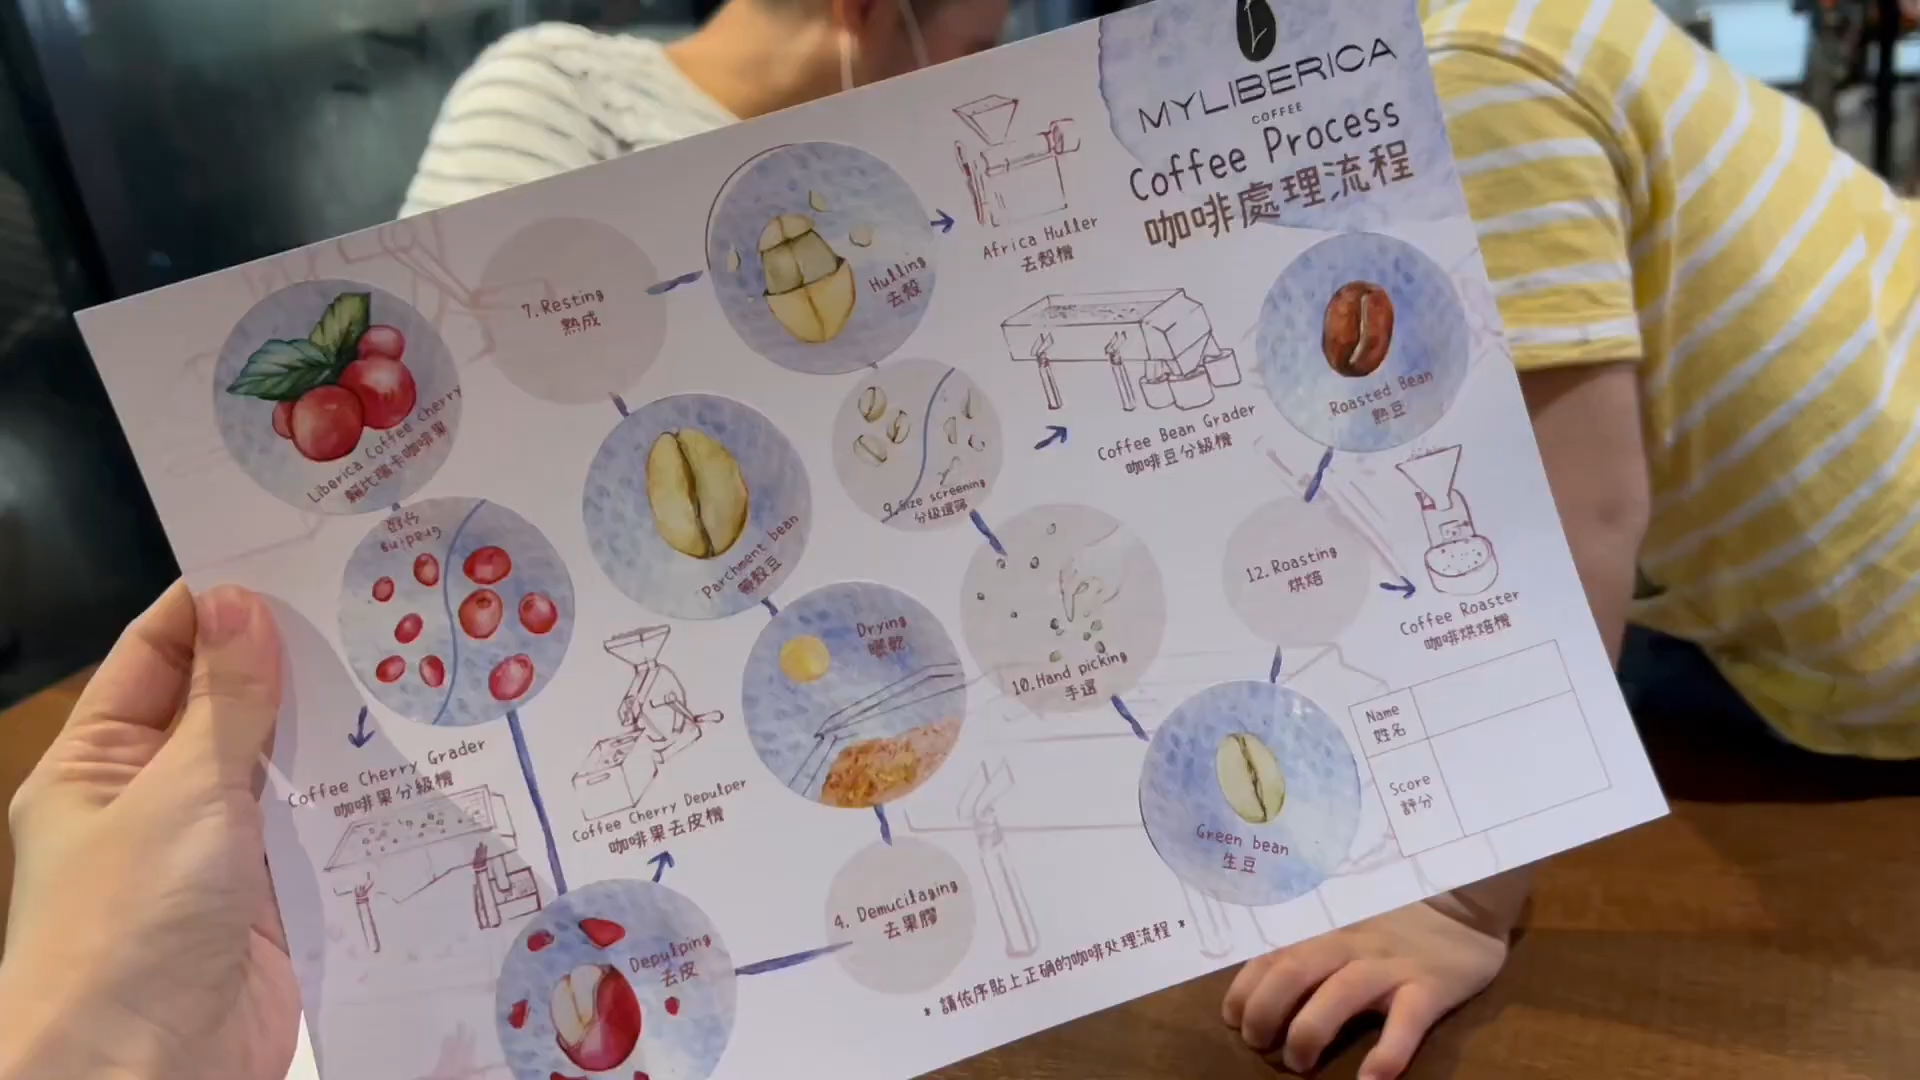 MYLIBERICA
COFFEE
Coffee Process
咖啡處理流程
Liberica Coffee Cherry
賴比瑞卡咖啡果
Grading
分級
Coffee Cherry Grader
咖啡果分級機
Depulping
去皮
Coffee Cherry Depulper
咖啡果去皮機
4. Demucilaging
去果膠
Drying
曬乾
Parchment bean
帶殼豆
7. Resting
熟成
Hulling
去殼
Africa Huller
去殼機
9. Size screening
分級過篩
Coffee Bean Grader
咖啡豆分級機
10. Hand picking
手選
Green bean
生豆
12. Roasting
烘焙
Coffee Roaster
咖啡烘焙機
Roasted Bean
熟豆
Name
姓名
Score
評分
* 請依序貼上正确的咖啡处理流程 *